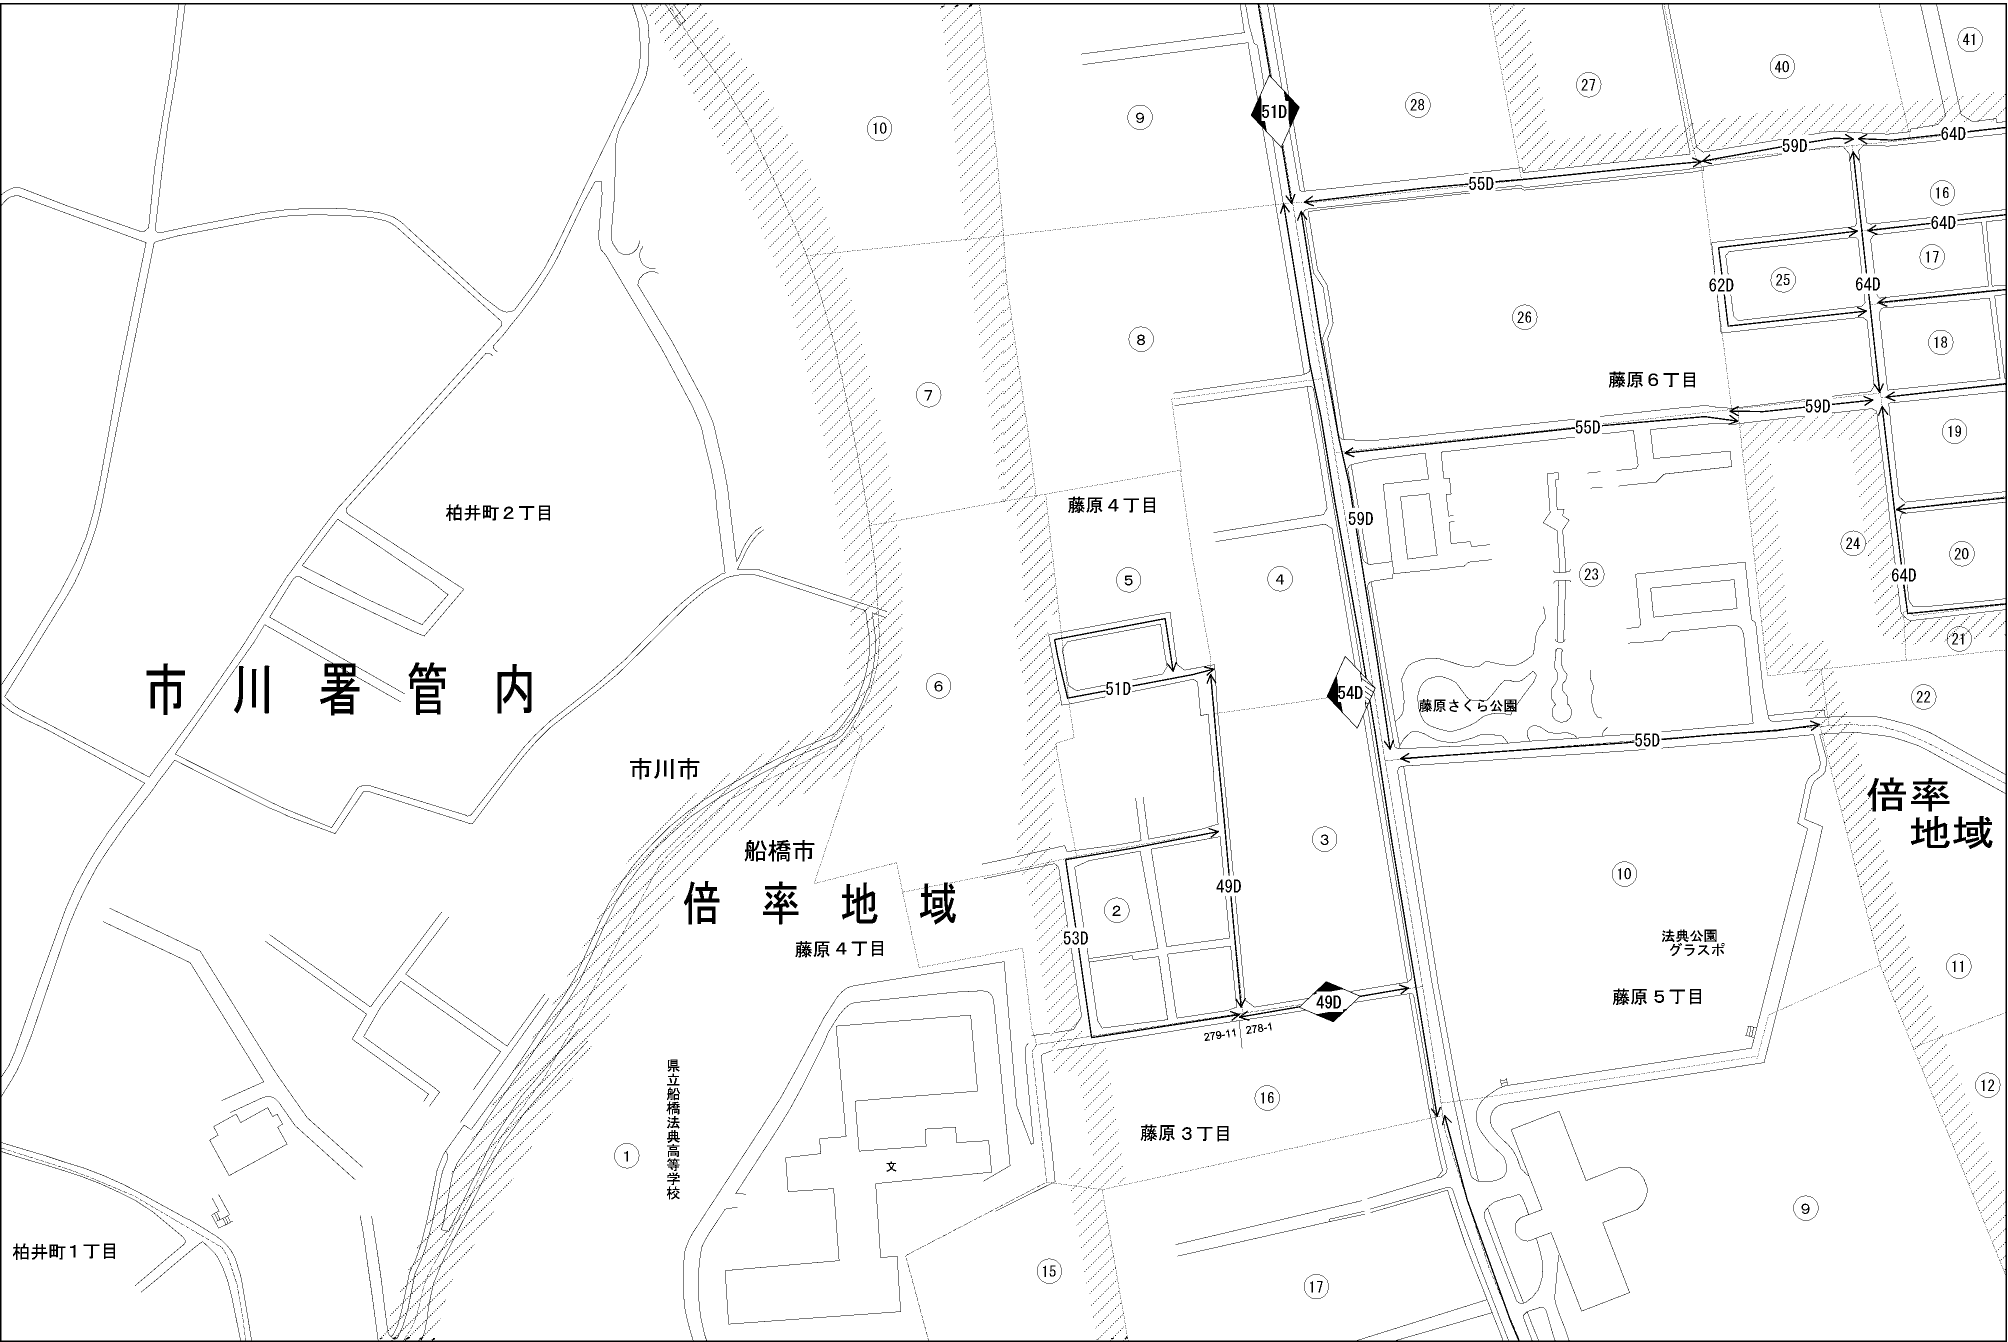 41
40
27
28
9
10
51D
64D
59D
55D
16
64D
17
25
62D
64D
26
8
18
藤原6丁目
7
59D
55D
19
藤原4丁目
柏井町2丁目
59D
24
20
23
5
4
64D
21
市川署管内
6
51D
54D
藤原さくら公園
22
55D
市川市
倍率
地域
3
船橋市
10
49D
倍率地域
2
53D
法典公園
グラスポ
藤原4丁目
11
藤原5丁目
49D
279-11
278-1
12
16
県立船橋法典高等学校
藤原3丁目
1
文
9
柏井町1丁目
15
17